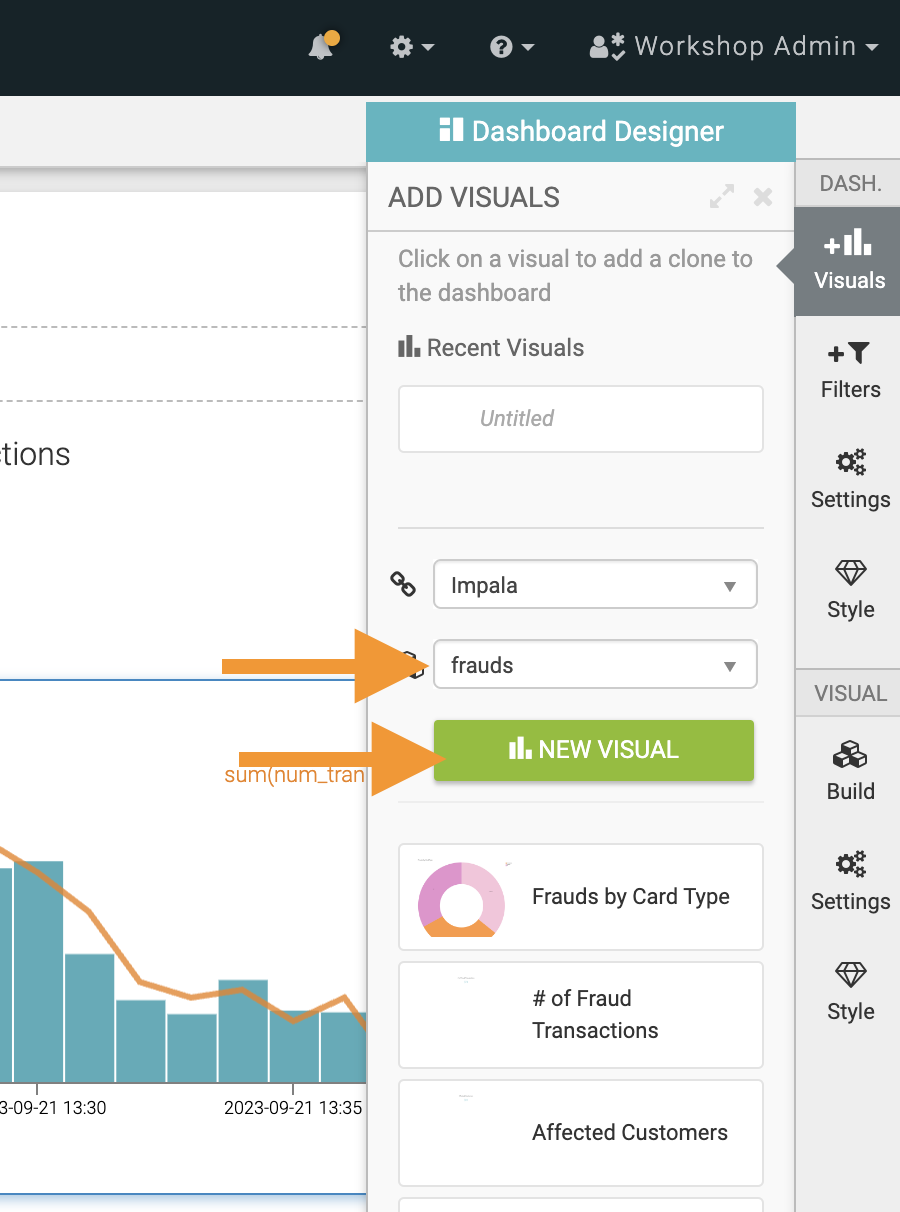 Workshop Admin
Dashboard Designer
DASH.
ADD VISUALS
Click on a visual to add a clone to
the dashboard
Visuals
Recent Visuals
Filters
Untitled
ctions
Settings
Impala
Style
frauds
VISUAL
NEW VISUAL
sum(num_tran
Build
Frauds by Card Type
Settings
# of Fraud
Transactions
Style
3-09-21 13:30
2023-09-21 13:35
Affected Customers